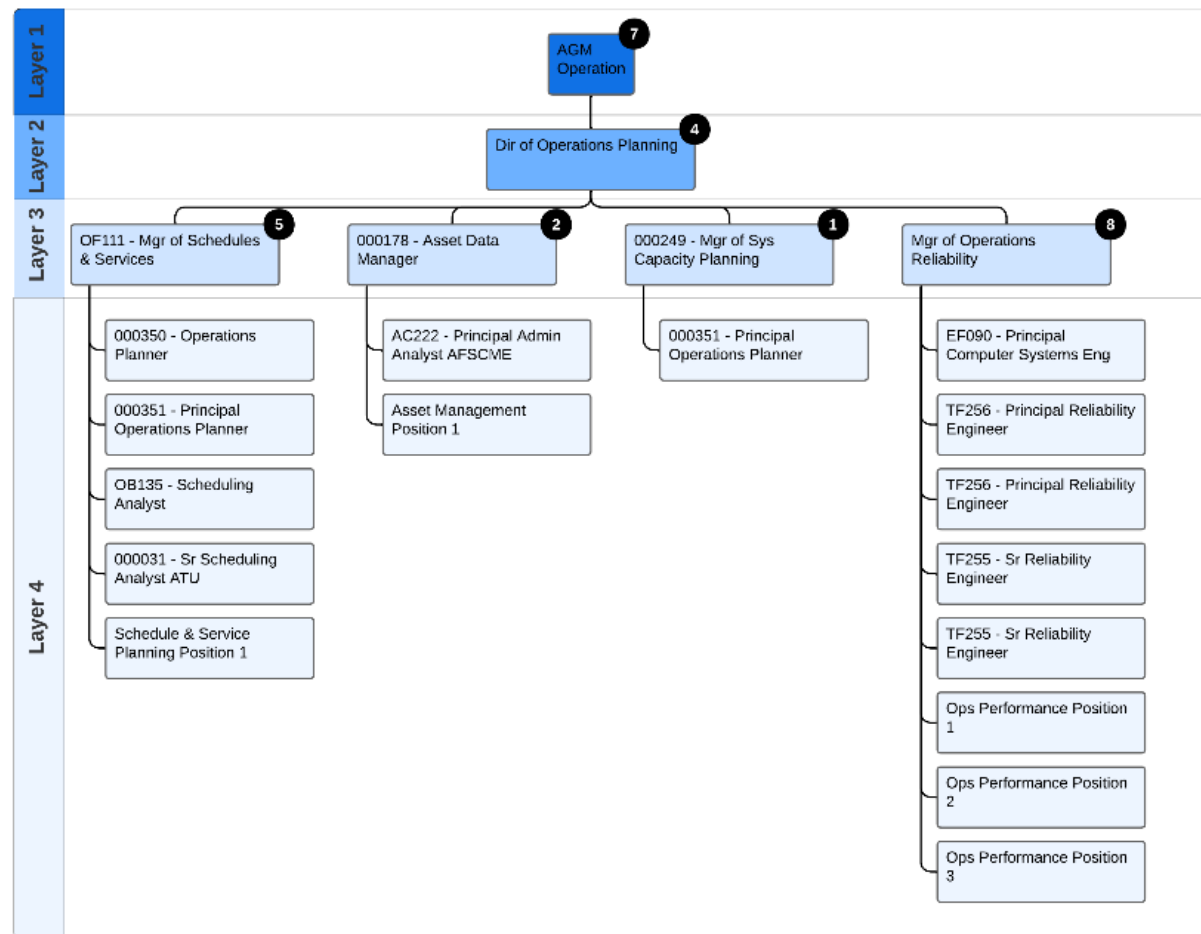 Layer 1
AGM
Operation
7
Layer 2
Dir of Operations Planning
4
Layer 3
OF111 - Mgr of Schedules
& Services
5
000178 - Asset Data
Manager
2
000249 - Mgr of Sys
Capacity Planning
1
Mgr of Operations
Reliability
8
Layer 4
000350 - Operations
Planner
000351 - Principal
Operations Planner
OB135 - Scheduling
Analyst
000031 - Sr Scheduling
Analyst ATU
Schedule & Service
Planning Position 1
AC222 - Principal Admin
Analyst AFSCME
Asset Management
Position 1
000351 - Principal
Operations Planner
EF090 - Principal
Computer Systems Eng
TF256 - Principal Reliability
Engineer
TF256 - Principal Reliability
Engineer
TF255 - Sr Reliability
Engineer
TF255 - Sr Reliability
Engineer
Ops Performance Position
1
Ops Performance Position
2
Ops Performance Position
3